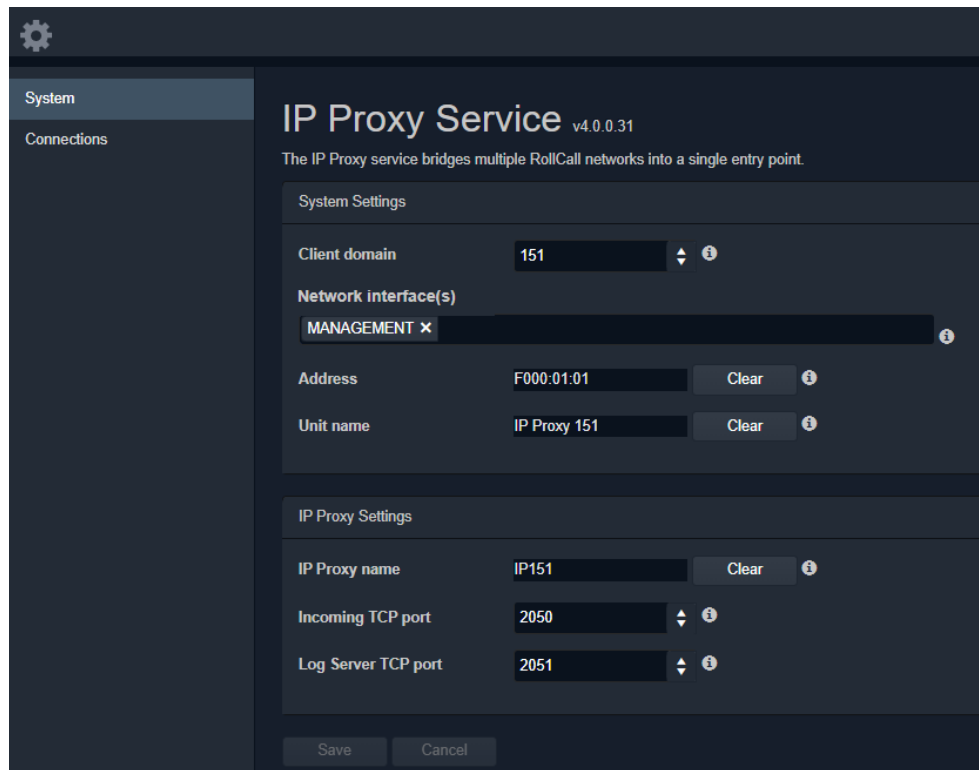 System
Connections
IP Proxy Service v4.0.0.31
The IP Proxy service bridges multiple RollCall networks into a single entry point.
System Settings
Client domain 151
Network interface(s)
MANAGEMENT ×
Address F000:01:01 Clear
Unit name IP Proxy 151 Clear
IP Proxy Settings
IP Proxy name IP151 Clear
Incoming TCP port 2050
Log Server TCP port 2051
Save Cancel